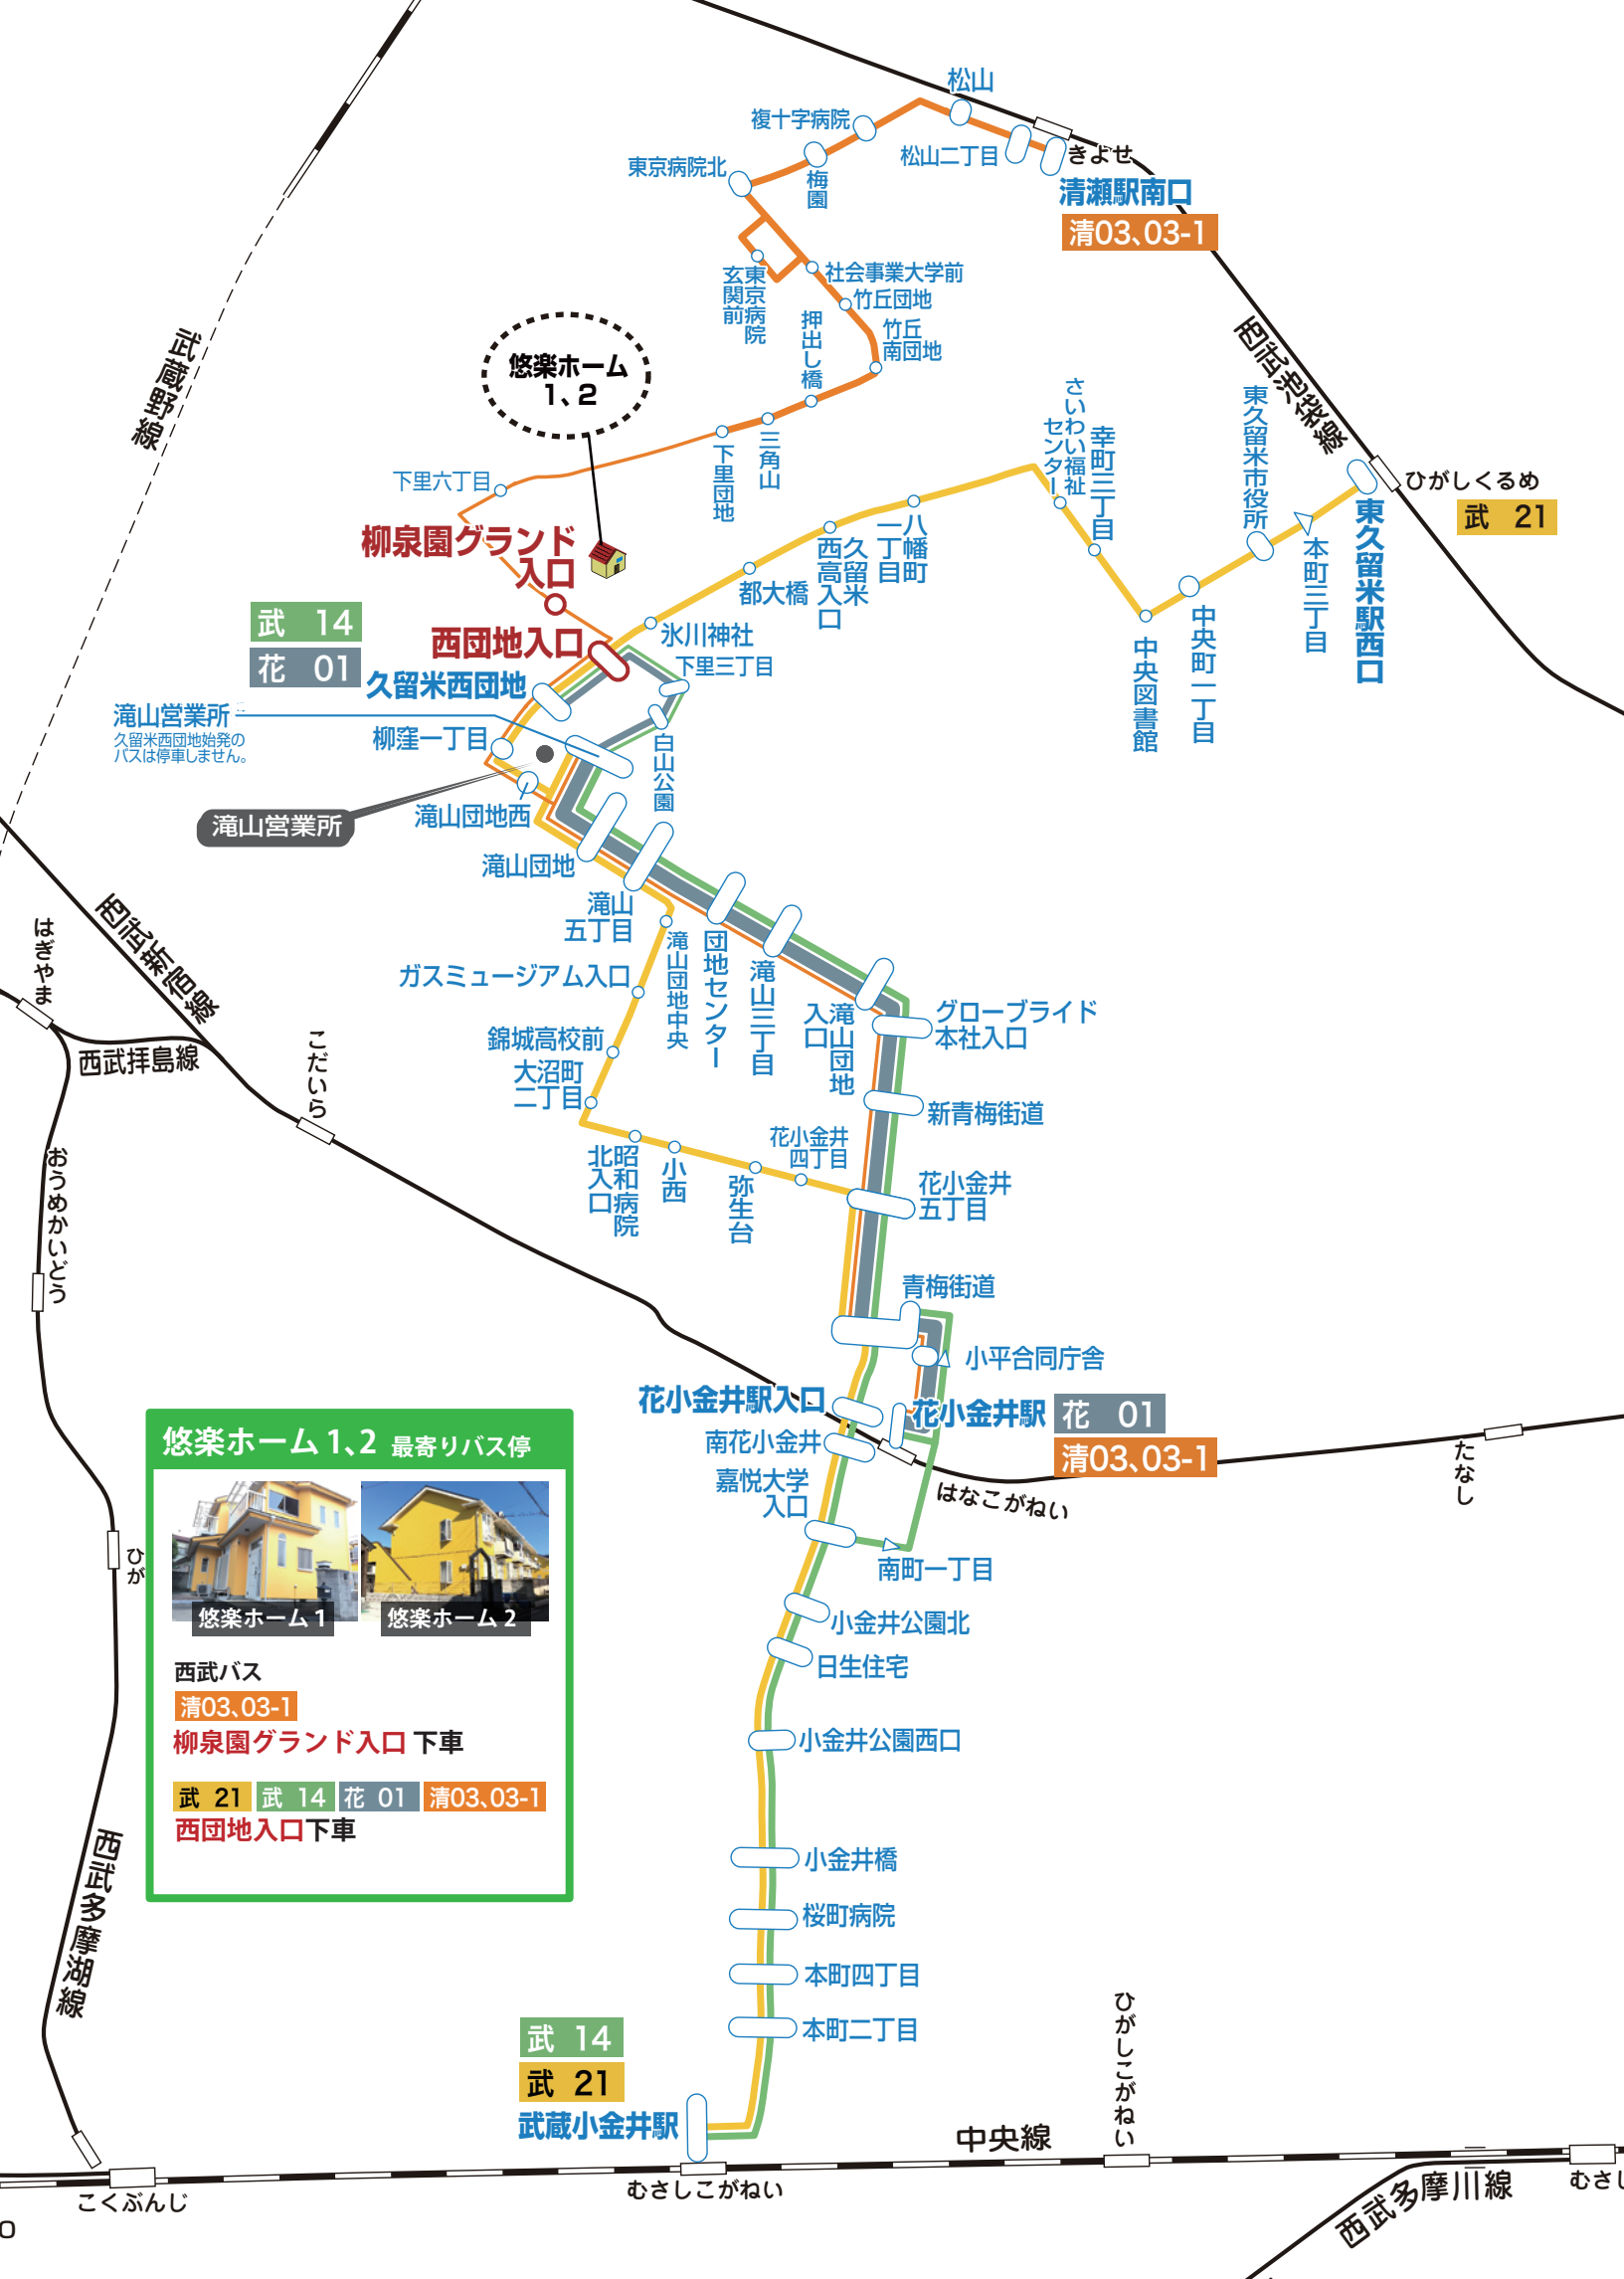 松山
複十字病院
松山二丁目
きよせ
東京病院北
梅園
清瀬駅南口
清03、03-1
社会事業大学前
東京病院
玄関前
竹丘団地
竹丘
南団地
押出し橋
武蔵野線
悠楽ホーム
1、2
西武池袋線
さいわい福祉
センター
幸町三丁目
東久留米市役所
三角山
下里団地
下里六丁目
ひがしくるめ
武 21
東久留米駅西口
本町三丁目
八幡町
一丁目
久留米
西高入口
都大橋
柳泉園グランド
入口
氷川神社
中央町一丁目
中央図書館
武 14
花 01
西団地入口
下里三丁目
久留米西団地
滝山営業所
久留米西団地始発の
バスは停車しません。
柳窪一丁目
白山公園
滝山団地西
滝山営業所
滝山団地
滝山
五丁目
滝山団地中央
団地センター
滝山三丁目
滝山団地
入口
はぎやま
西武新宿線
ガスミュージアム入口
グローブライド
本社入口
錦城高校前
大沼町
二丁目
西武拝島線
こだいら
新青梅街道
花小金井
四丁目
昭和病院
北入口
小西
弥生台
花小金井
五丁目
おうめかいどう
青梅街道
小平合同庁舎
花小金井駅入口
花小金井駅
花 01
清03、03-1
南花小金井
嘉悦大学
入口
はなこがねい
たなし
南町一丁目
悠楽ホーム1、2 最寄りバス停
ひが
悠楽ホーム1
悠楽ホーム2
西武バス
清03、03-1
柳泉園グランド入口 下車
武 21 武 14 花 01 清03、03-1
西団地入口下車
小金井公園北
日生住宅
小金井公園西口
小金井橋
桜町病院
本町四丁目
本町二丁目
西武多摩湖線
武 14
武 21
武蔵小金井駅
ひがしこがねい
中央線
むさしこがねい
こくぶんじ
西武多摩川線
むさし